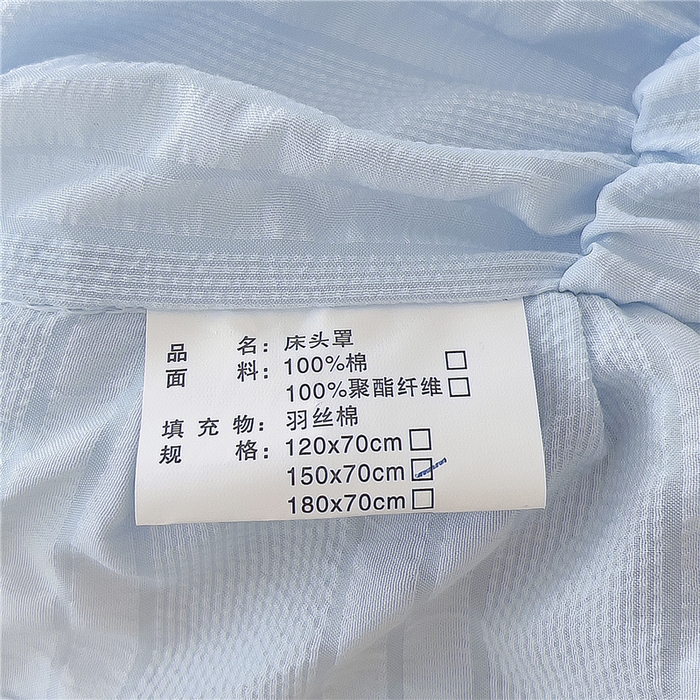 品 名：床头罩
面 料：100%棉 □
100%聚酯纤维□
填充物：羽丝棉
规 格：120x70cm□
150x70cm☑
180x70cm□